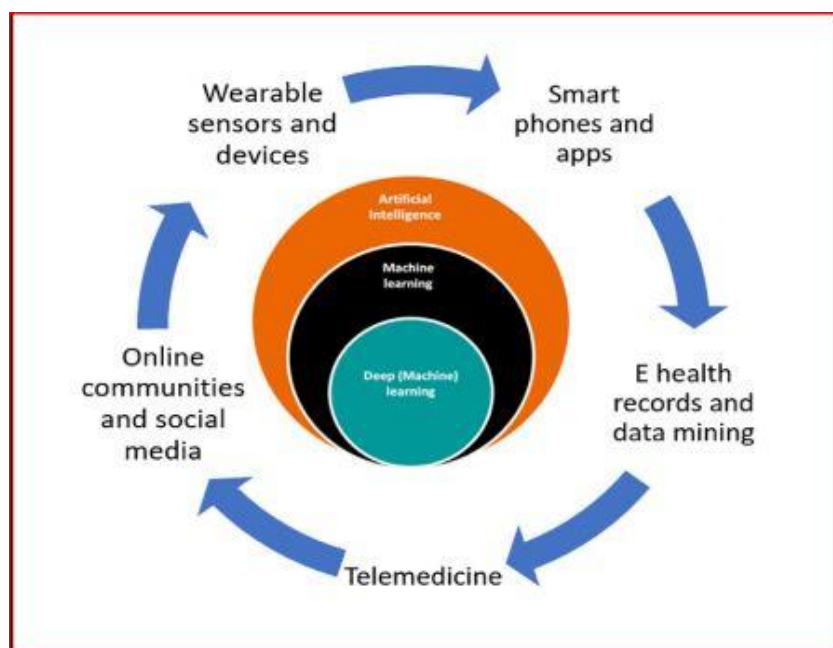 Wearable
sensors and
devices
Smart
phones and
apps
Artificial
Intelligence
Machine
learning
Deep (Machine)
learning
Online
communities
and social
media
E health
records and
data mining
Telemedicine